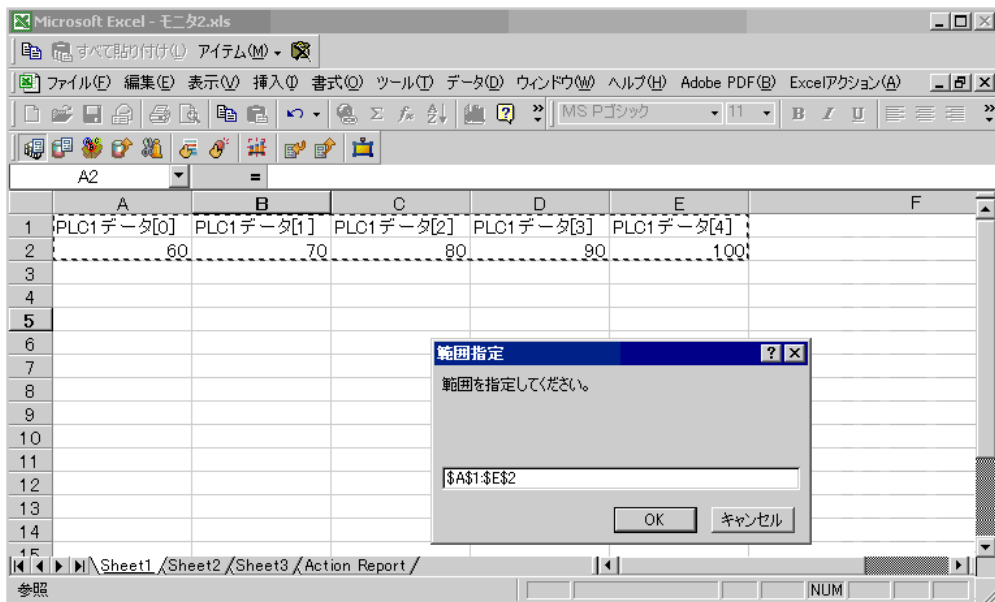 Microsoft Excel - モニタ2.xls
すべて貼り付け(L) アイテム(M)
ファイル(F) 編集(E) 表示(V) 挿入(I) 書式(O) ツール(T) データ(D) ウィンドウ(W) ヘルプ(H) Adobe PDF(B) Excelアクション(A)
MS Pゴシック 11 B I U
A2 =
A B C D E F
1 PLC1データ[0] PLC1データ[1] PLC1データ[2] PLC1データ[3] PLC1データ[4]
2 60 70 80 90 100
3
4
5
6
7
8
9
10
11
12
13
14
15
範囲指定
範囲を指定してください。
$A$1:$E$2
OK キャンセル
Sheet1 Sheet2 Sheet3 Action Report
参照 NUM